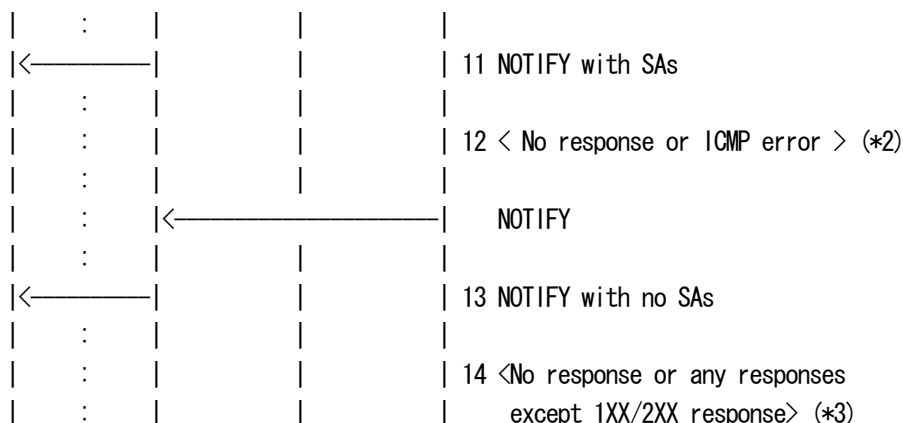 11 NOTIFY with SAs
12 < No response or ICMP error > (*2)
NOTIFY
13 NOTIFY with no SAs
14 <No response or any responses
except 1XX/2XX response> (*3)